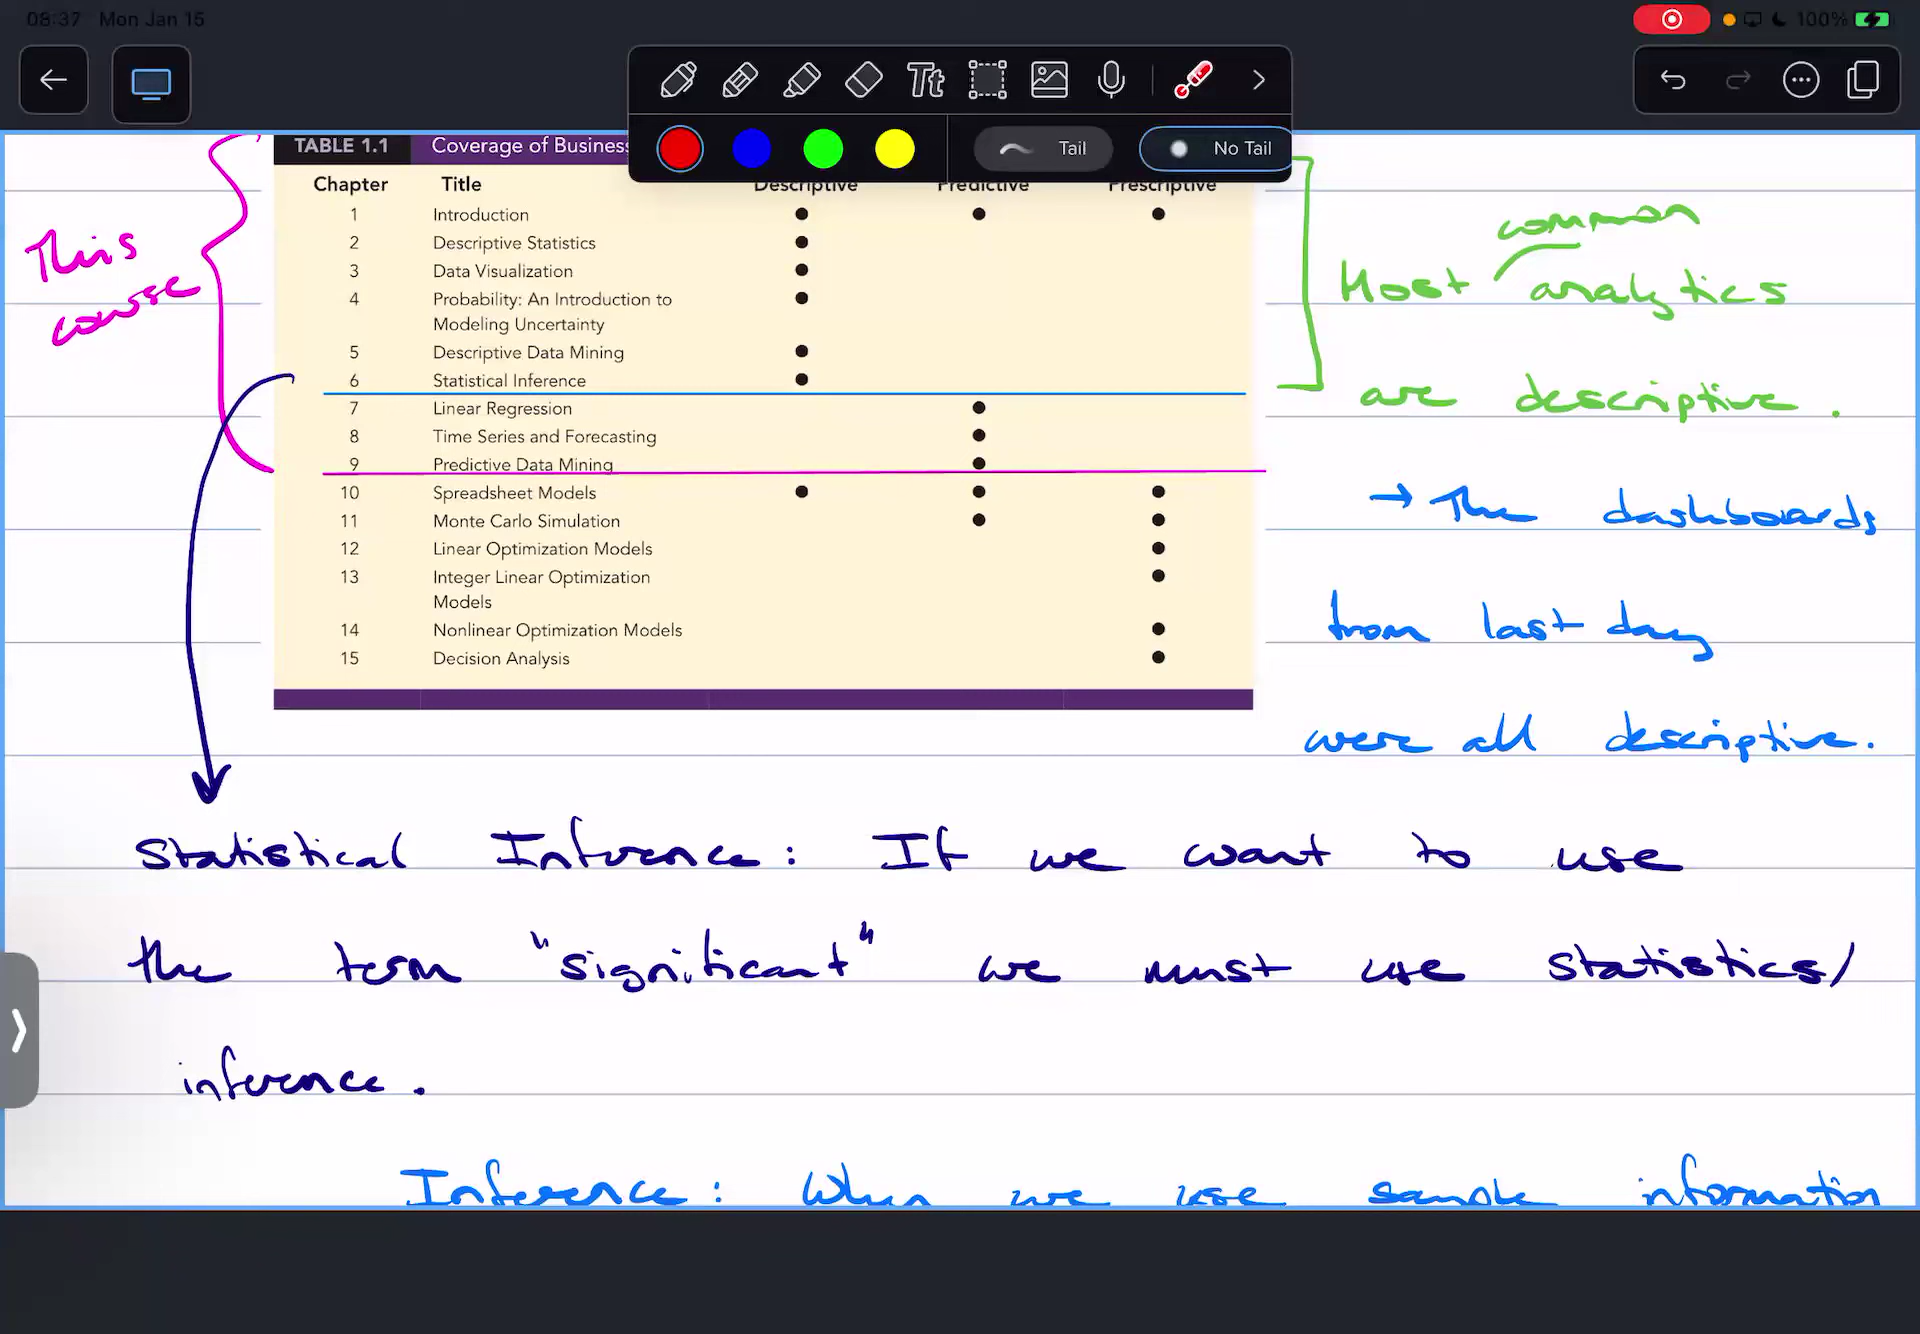 08:37 Mon Jan 15
100%
Tt
Tail
No Tail
TABLE 1.1 Coverage of Business
Chapter Title Descriptive Predictive Prescriptive
1 Introduction ● ● ●
2 Descriptive Statistics ●
3 Data Visualization ●
4 Probability: An Introduction to
Modeling Uncertainty ●
5 Descriptive Data Mining ●
6 Statistical Inference ●
7 Linear Regression ●
8 Time Series and Forecasting ●
9 Predictive Data Mining ●
10 Spreadsheet Models ● ● ●
11 Monte Carlo Simulation ● ●
12 Linear Optimization Models ●
13 Integer Linear Optimization
Models ●
14 Nonlinear Optimization Models ●
15 Decision Analysis ●
This
course
common
Most analytics
are descriptive.
→ The dashboards
from last day
were all descriptive.
Statistical Inference: If we want to use
the term "significant" we must use statistics/
inference.
Inference: When we use sample information